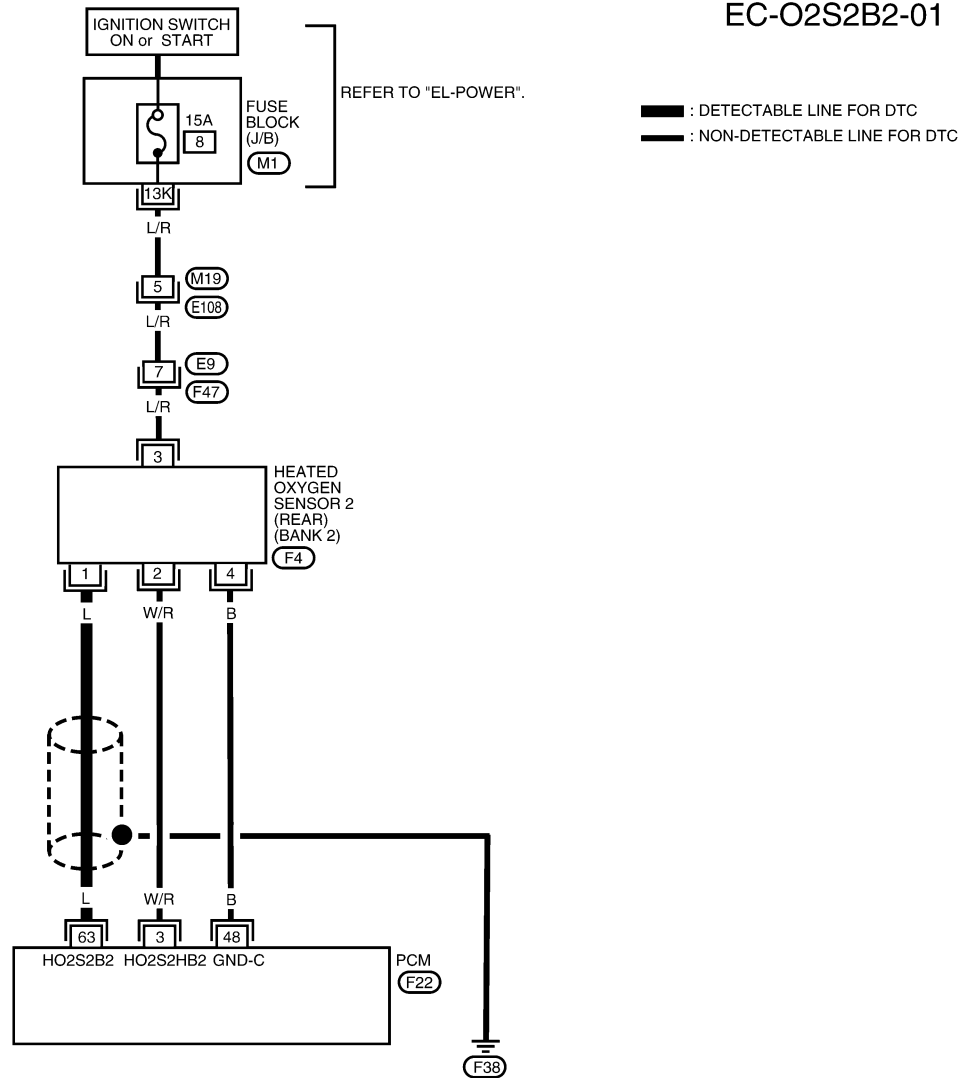 EC-O2S2B2-01
IGNITION SWITCH
ON or START
REFER TO "EL-POWER".
: DETECTABLE LINE FOR DTC
: NON-DETECTABLE LINE FOR DTC
FUSE
BLOCK
(J/B)
15A
8
M1
13K
L/R
5
M19
E108
L/R
7
E9
F47
L/R
3
HEATED
OXYGEN
SENSOR 2
(REAR)
(BANK 2)
F4
1 2 4
L W/R B
L W/R B
63 3 48
HO2S2B2 HO2S2HB2 GND-C
PCM
F22
F38